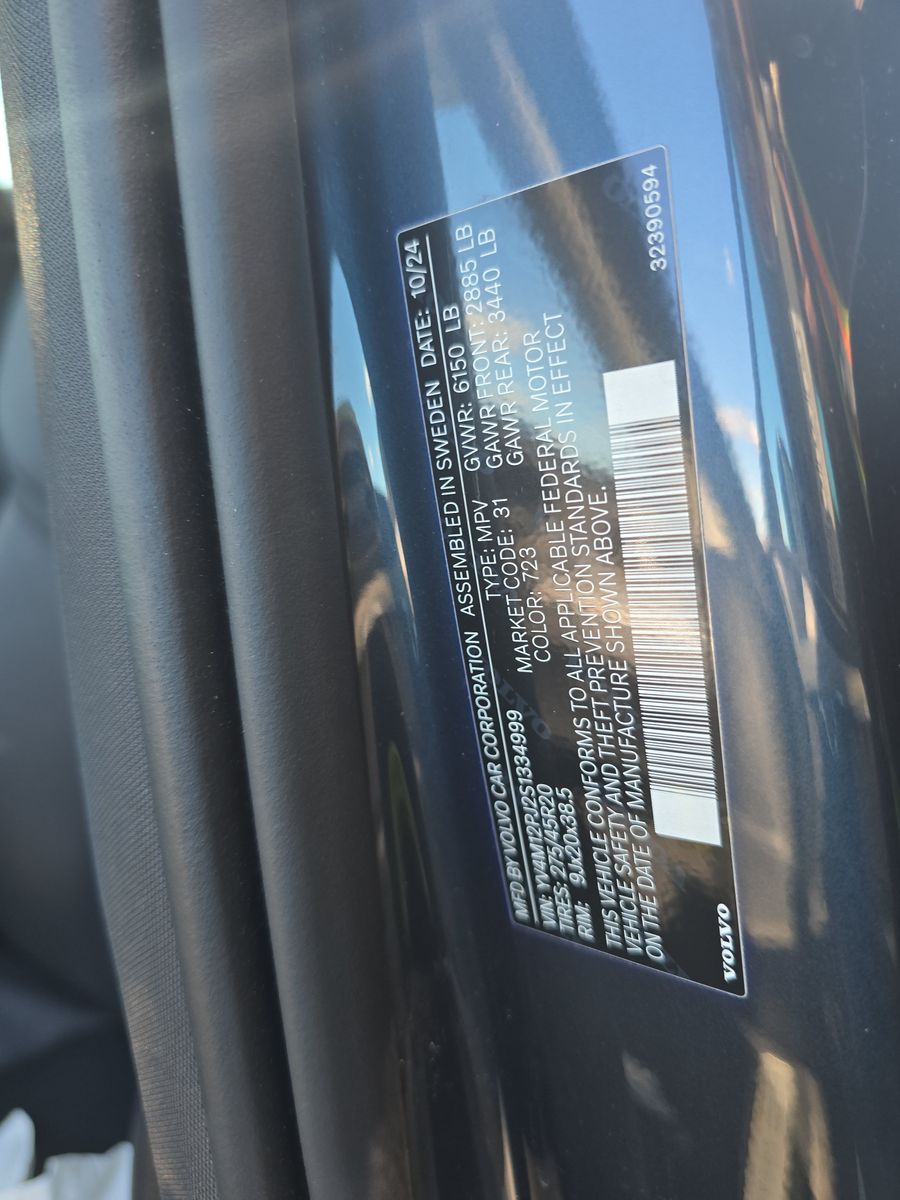 MFD BY VOLVO CAR CORPORATION ASSEMBLED IN SWEDEN DATE: 10/24
VIN: YV4M12PJ2S1334999 TYPE: MPV GVWR: 6150 LB
TIRES: 275/45R20 MARKET CODE: 31 GAWR FRONT: 2885 LB
RIM: 9Jx20x38.5 COLOR: 723 GAWR REAR: 3440 LB
THIS VEHICLE CONFORMS TO ALL APPLICABLE FEDERAL MOTOR
VEHICLE SAFETY AND THEFT PREVENTION STANDARDS IN EFFECT
ON THE DATE OF MANUFACTURE SHOWN ABOVE.
VOLVO 32390594